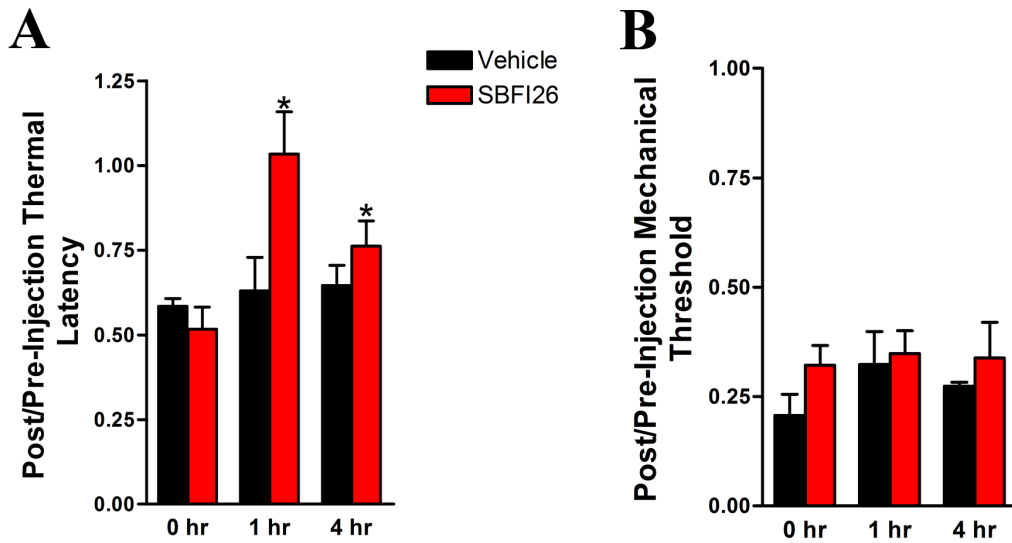 A
Vehicle
SBFI26
Post/Pre-Injection Thermal
Latency
1.25
1.00
0.75
0.50
0.25
0.00
*
*
0 hr
1 hr
4 hr
B
Post/Pre-Injection Mechanical
Threshold
1.00
0.75
0.50
0.25
0.00
0 hr
1 hr
4 hr